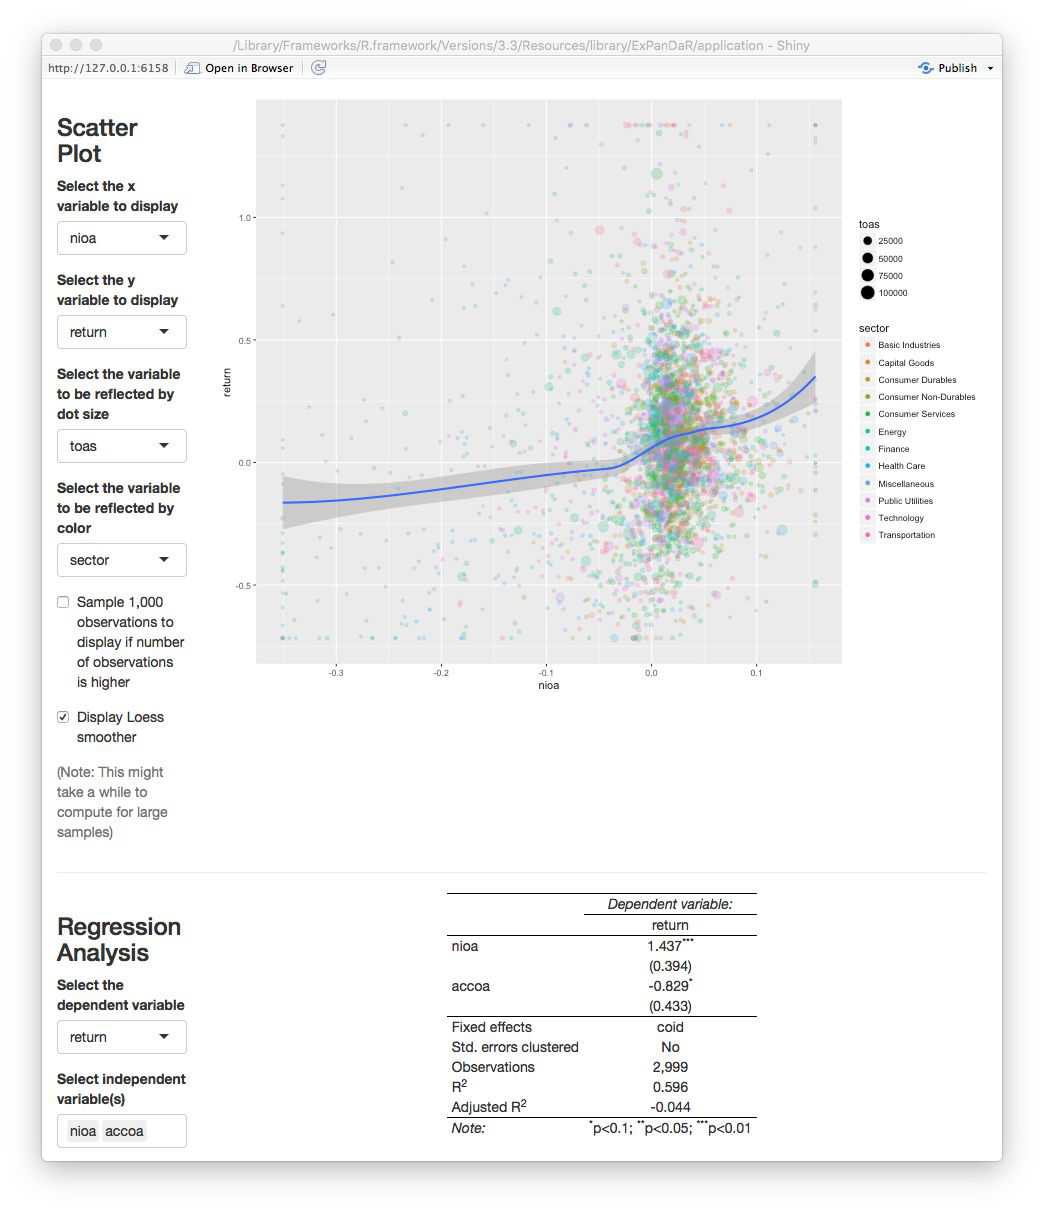 /Library/Frameworks/R.framework/Versions/3.3/Resources/library/ExPanDaR/application - Shiny
http://127.0.0.1:6158 Open in Browser Publish
Scatter
Plot
Select the x
variable to display
nioa
Select the y
variable to display
return
Select the variable
to be reflected by
dot size
toas
Select the variable
to be reflected by
color
sector
Sample 1,000
observations to
display if number
of observations
is higher
Display Loess
smoother
(Note: This might
take a while to
compute for large
samples)
return
1.0
0.5
0.0
-0.5
-0.3 -0.2 -0.1 0.0 0.1
nioa
toas
25000
50000
75000
100000
sector
Basic Industries
Capital Goods
Consumer Durables
Consumer Non-Durables
Consumer Services
Energy
Finance
Health Care
Miscellaneous
Public Utilities
Technology
Transportation
Regression
Analysis
Select the
dependent variable
return
Select independent
variable(s)
nioa accoa
Dependent variable:
return
nioa 1.437***
(0.394)
accoa -0.829*
(0.433)
Fixed effects coid
Std. errors clustered No
Observations 2,999
R2 0.596
Adjusted R2 -0.044
Note: *p<0.1; **p<0.05; ***p<0.01